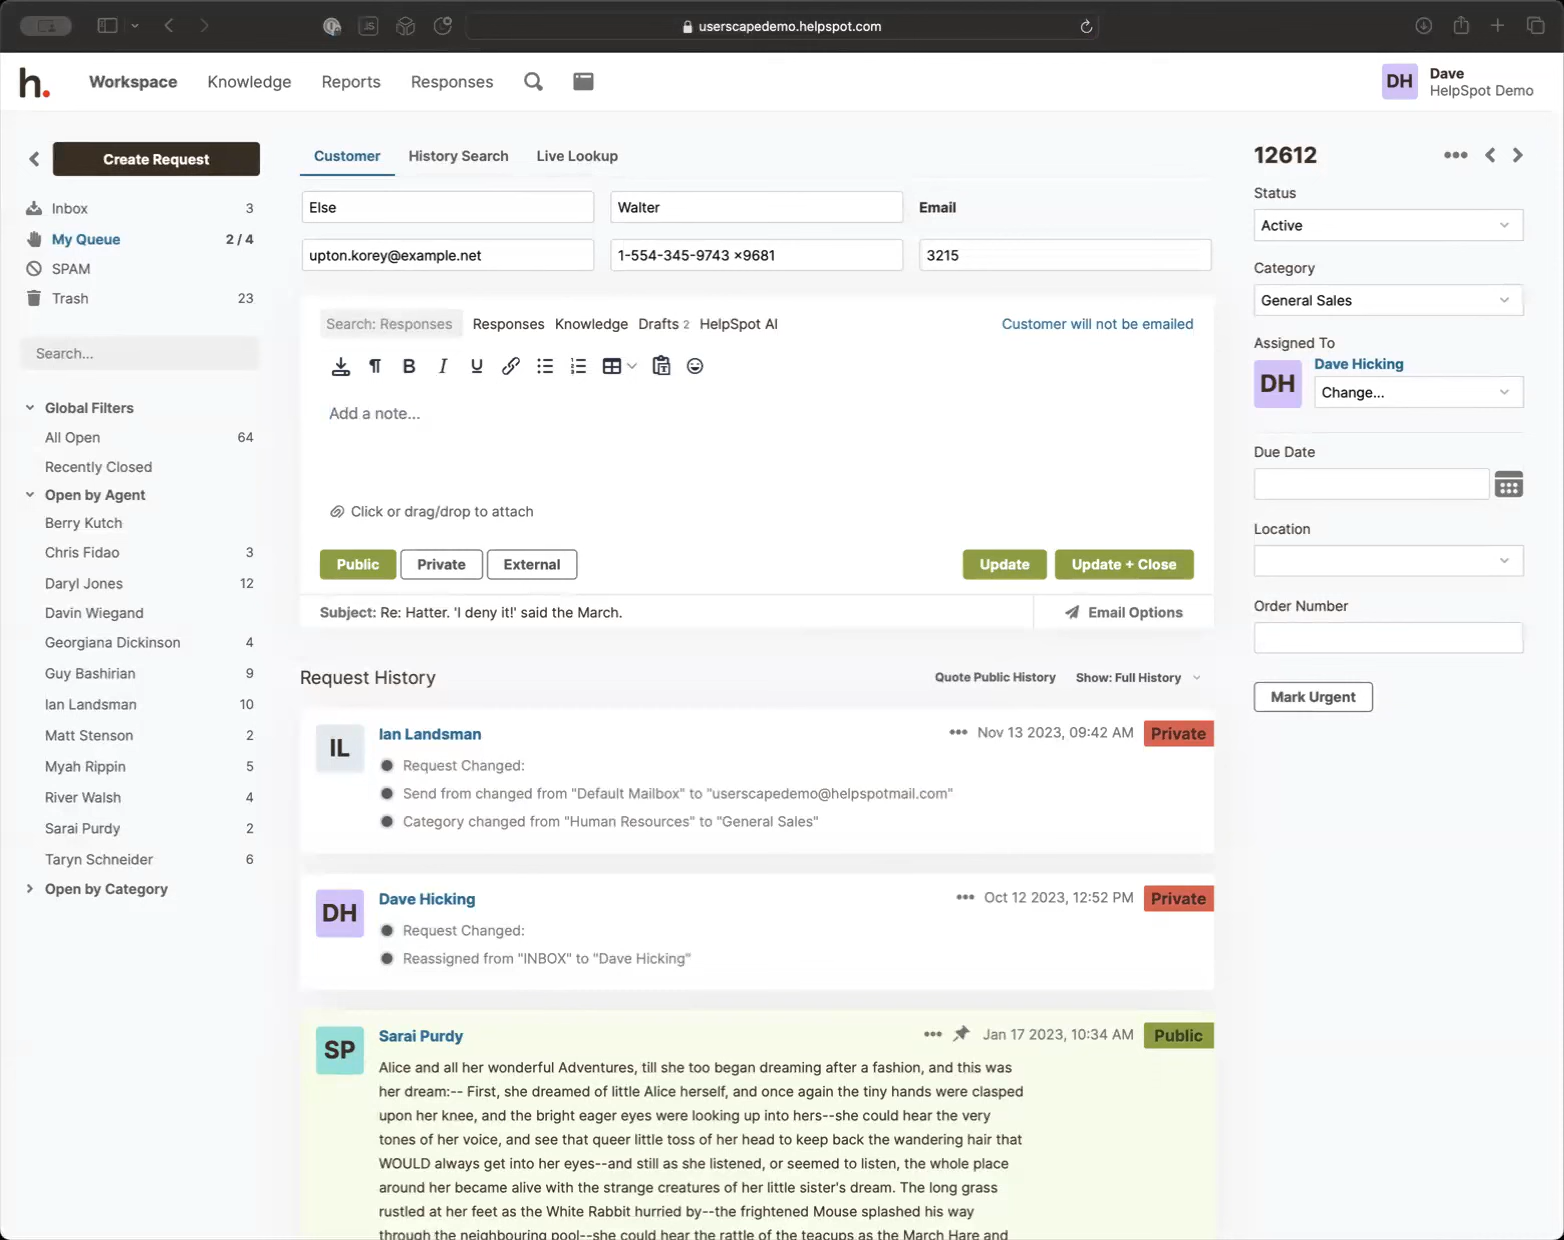 userscapedemo.helpspot.com
h.
Workspace
Knowledge
Reports
Responses
DH
Dave
HelpSpot Demo
Create Request
Inbox 3
My Queue 2 / 4
SPAM
Trash 23
Search...
Global Filters
All Open 64
Recently Closed
Open by Agent
Berry Kutch
Chris Fidao 3
Daryl Jones 12
Davin Wiegand
Georgiana Dickinson 4
Guy Bashirian 9
Ian Landsman 10
Matt Stenson 2
Myah Rippin 5
River Walsh 4
Sarai Purdy 2
Taryn Schneider 6
Open by Category
Customer
History Search
Live Lookup
Else
Walter
Email
upton.korey@example.net
1-554-345-9743 x9681
3215
Search: Responses
Responses
Knowledge
Drafts 2
HelpSpot AI
Customer will not be emailed
Add a note...
Click or drag/drop to attach
Public
Private
External
Update
Update + Close
Subject: Re: Hatter. 'I deny it!' said the March.
Email Options
Request History
Quote Public History
Show: Full History
IL
Ian Landsman
Nov 13 2023, 09:42 AM
Private
Request Changed:
Send from changed from "Default Mailbox" to "userscapedemo@helpspotmail.com"
Category changed from "Human Resources" to "General Sales"
DH
Dave Hicking
Oct 12 2023, 12:52 PM
Private
Request Changed:
Reassigned from "INBOX" to "Dave Hicking"
SP
Sarai Purdy
Jan 17 2023, 10:34 AM
Public
Alice and all her wonderful Adventures, till she too began dreaming after a fashion, and this was
her dream:-- First, she dreamed of little Alice herself, and once again the tiny hands were clasped
upon her knee, and the bright eager eyes were looking up into hers--she could hear the very
tones of her voice, and see that queer little toss of her head to keep back the wandering hair that
WOULD always get into her eyes--and still as she listened, or seemed to listen, the whole place
around her became alive with the strange creatures of her little sister's dream. The long grass
rustled at her feet as the White Rabbit hurried by--the frightened Mouse splashed his way
through the neighbouring pool--she could hear the rattle of the teacups as the March Hare and
12612
Status
Active
Category
General Sales
Assigned To
DH
Dave Hicking
Change...
Due Date
Location
Order Number
Mark Urgent